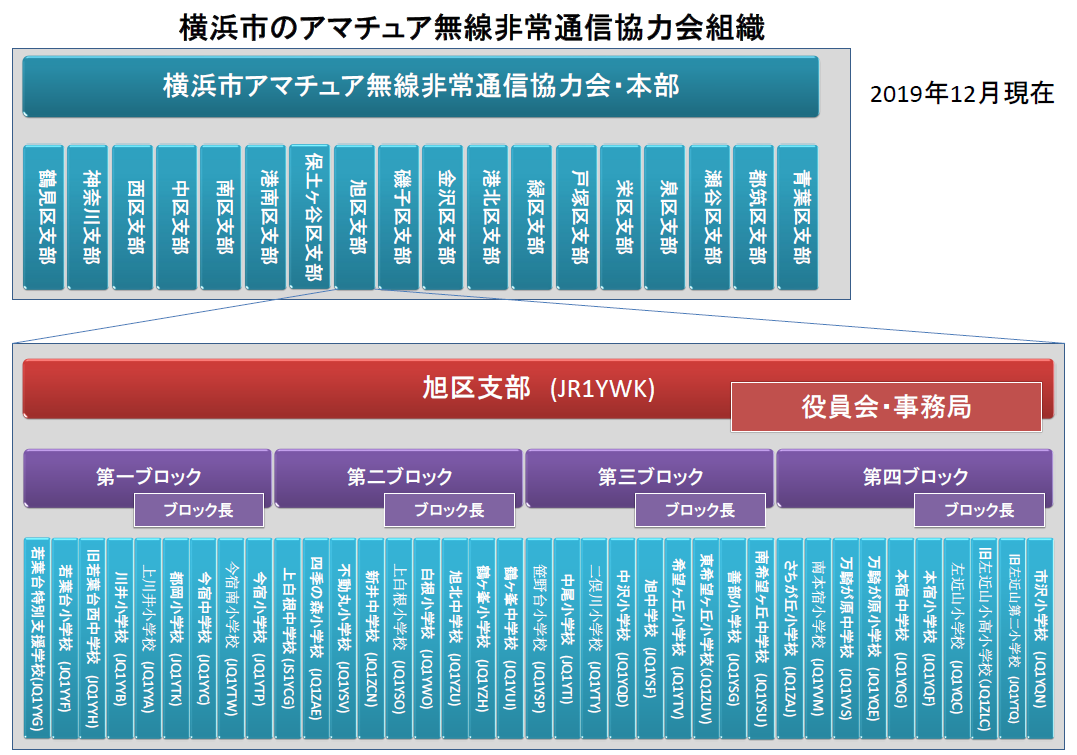 横浜市のアマチュア無線非常通信協力会組織
横浜市アマチュア無線非常通信協力会・本部
2019年12月現在
鶴見区支部
神奈川支部
西区支部
中区支部
南区支部
港南区支部
保土ヶ谷区支部
旭区支部
磯子区支部
金沢区支部
港北区支部
緑区支部
戸塚区支部
栄区支部
泉区支部
瀬谷区支部
都筑区支部
青葉区支部
旭区支部 (JR1YWK)
役員会・事務局
第一ブロック
ブロック長
第二ブロック
ブロック長
第三ブロック
ブロック長
第四ブロック
ブロック長
若葉台特別支援学校(JQ1YYG)
若葉台小学校 (JQ1YYF)
旧若葉台西中学校 (JQ1YYH)
川井小学校 (JQ1YYB)
上川井小学校 (JQ1YYA)
都岡小学校 (JQ1YTK)
今宿中学校 (JQ1YYC)
今宿南小学校 (JQ1YTW)
今宿小学校 (JQ1YTP)
上白根中学校 (JS1YCG)
四季の森小学校 (JQ1ZAE)
不動丸小学校 (JQ1YSV)
新井中学校 (JQ1ZCN)
上白根小学校 (JQ1YSO)
白根小学校 (JQ1YWO)
旭北中学校 (JQ1YZU)
鶴ヶ峯小学校 (JQ1YZH)
鶴ヶ峯中学校 (JQ1YUI)
笹野台小学校 (JQ1YSP)
中尾小学校 (JQ1YTI)
二俣川小学校 (JQ1YTY)
中沢小学校 (JQ1YQD)
旭中学校 (JQ1YSF)
希望ヶ丘小学校 (JQ1YTV)
東希望ヶ丘小学校(JQ1ZUV)
善部小学校 (JQ1YSG)
南希望ヶ丘中学校 (JQ1YSU)
さちが丘小学校 (JQ1ZAJ)
南本宿小学校 (JQ1YVM)
万騎が原中学校 (JQ1YVS)
万騎が原小学校 (JQ1YQE)
本宿中学校 (JQ1YQG)
本宿小学校 (JQ1YQF)
左近山小学校 (JQ1YQC)
旧左近山小高小学校(JQ1ZLC)
旧左近山第二小学校 (JQ1YTQ)
市沢小学校 (JQ1YQN)